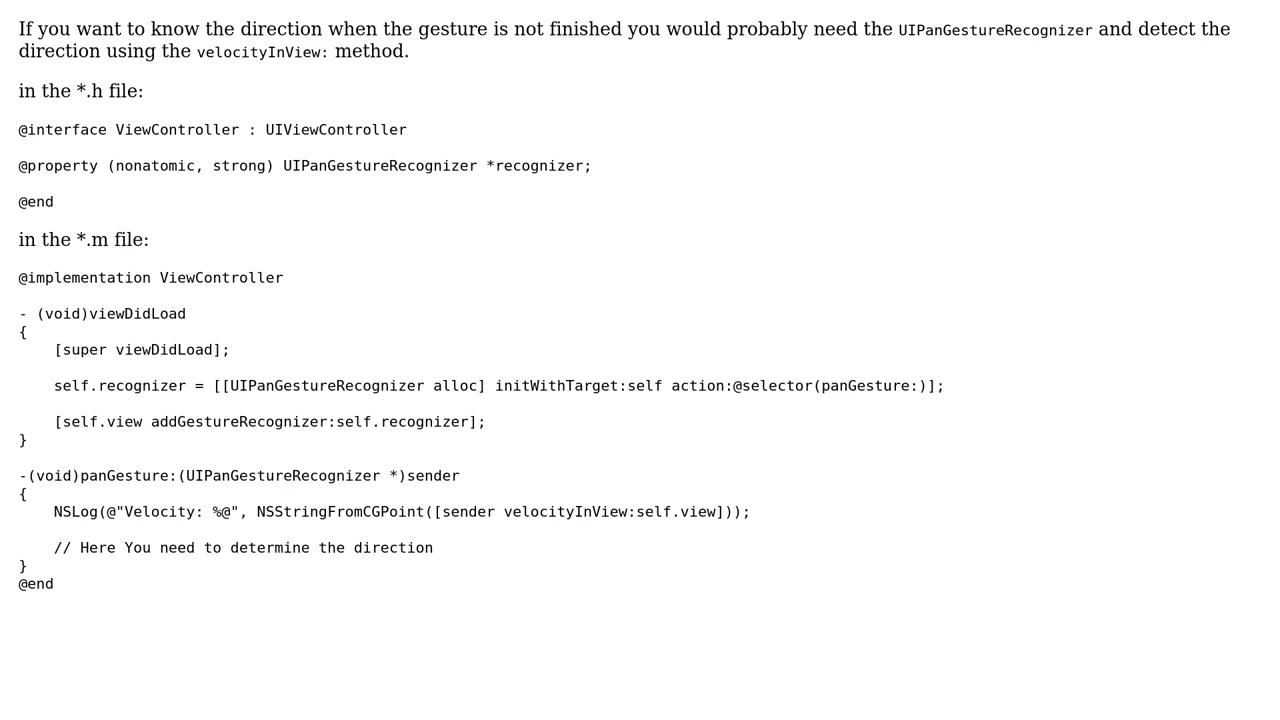 If you want to know the direction when the gesture is not finished you would probably need the UIPanGestureRecognizer and detect the
direction using the velocityInView: method.
in the *.h file:
@interface ViewController : UIViewController
@property (nonatomic, strong) UIPanGestureRecognizer *recognizer;
@end
in the *.m file:
@implementation ViewController
- (void)viewDidLoad
{
    [super viewDidLoad];
    self.recognizer = [[UIPanGestureRecognizer alloc] initWithTarget:self action:@selector(panGesture:)];
    [self.view addGestureRecognizer:self.recognizer];
}
-(void)panGesture:(UIPanGestureRecognizer *)sender
{
    NSLog(@"Velocity: %@", NSStringFromCGPoint([sender velocityInView:self.view]));
    // Here You need to determine the direction
}
@end